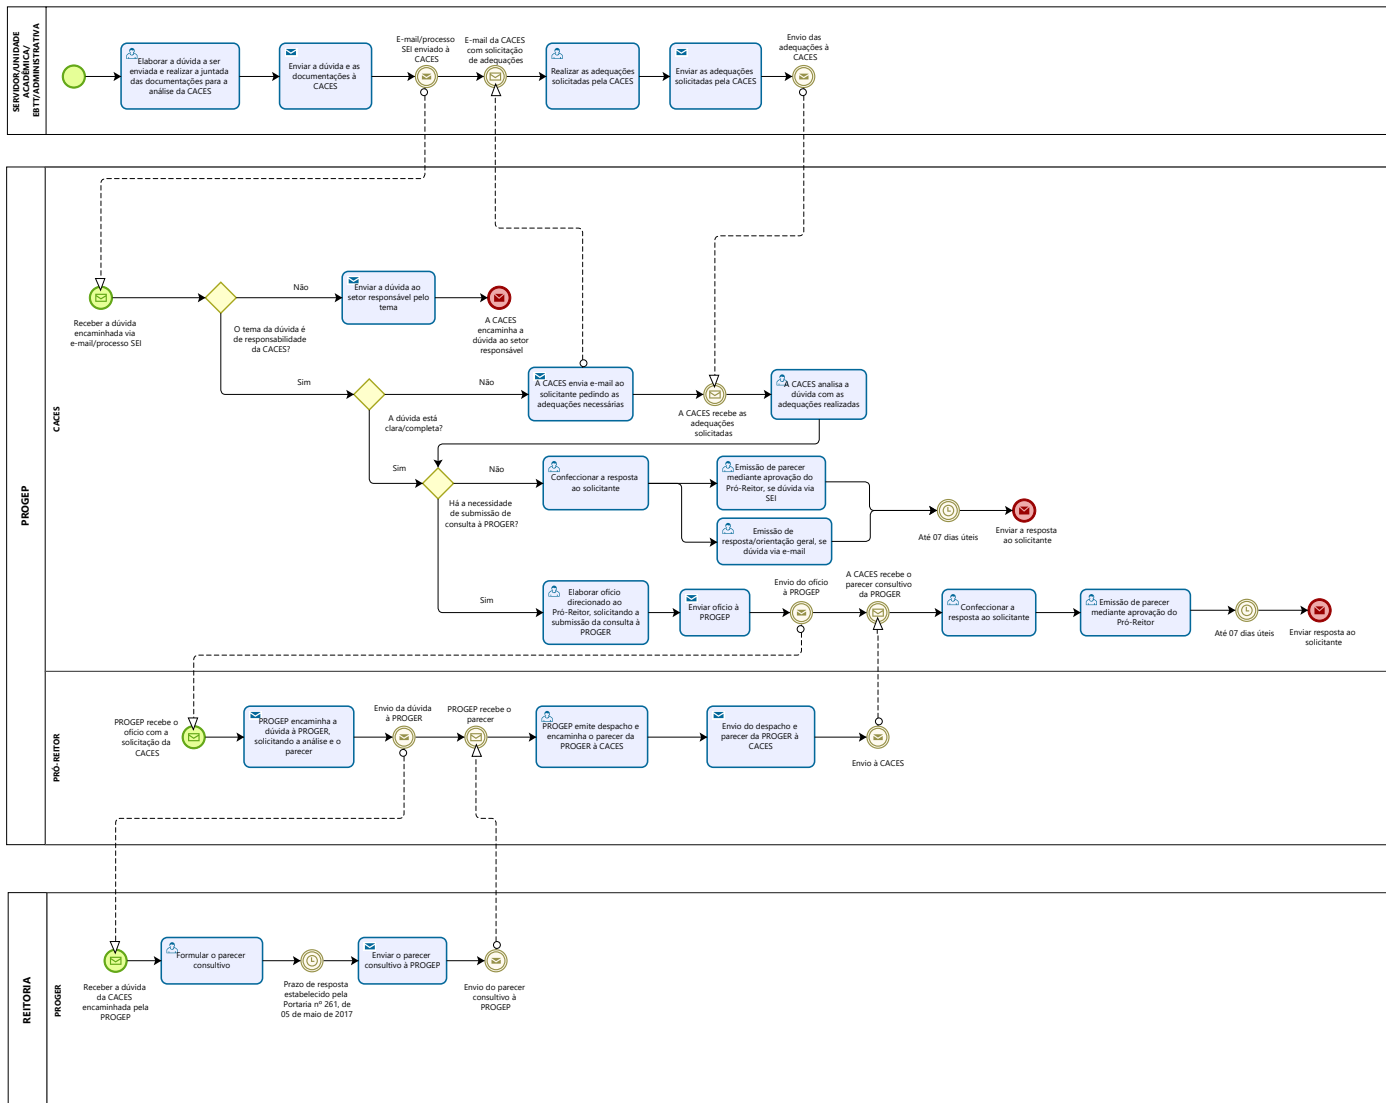 SERVIDOR/UNIDADE
ACADÊMICA/
EBTT/ADMINISTRATIVA
Elaborar a dúvida a ser
enviada e realizar a juntada
das documentações para a
análise da CACES
Enviar a dúvida e as
documentações à
CACES
E-mail/processo
SEI enviado à
CACES
E-mail da CACES
com solicitação
de adequações
Realizar as adequações
solicitadas pela CACES
Enviar as adequações
solicitadas pela CACES
Envio das
adequações à
CACES
PROGEP
CACES
Receber a dúvida
encaminhada via
e-mail/processo SEI
O tema da dúvida é
de responsabilidade
da CACES?
Não
Enviar a dúvida ao
setor responsável pelo
tema
A CACES
encaminha a
dúvida ao setor
responsável
Sim
A dúvida está
clara/completa?
Não
A CACES envia e-mail ao
solicitante pedindo as
adequações necessárias
A CACES recebe as
adequações
solicitadas
A CACES analisa a
dúvida com as
adequações realizadas
Sim
Há a necessidade
de submissão de
consulta à PROGER?
Não
Confeccionar a resposta
ao solicitante
Emissão de parecer
mediante aprovação do
Pró-Reitor, se dúvida via
SEI
Emissão de
resposta/orientação geral, se
dúvida via e-mail
Até 07 dias úteis
Enviar a resposta
ao solicitante
Sim
Elaborar ofício
direcionado ao
Pró-Reitor, solicitando a
submissão da consulta à
PROGER
Enviar ofício à
PROGEP
Envio do ofício
à PROGEP
A CACES recebe o
parecer consultivo
da PROGER
Confeccionar a
resposta ao solicitante
Emissão de parecer
mediante aprovação do
Pró-Reitor
Até 07 dias úteis
Enviar resposta ao
solicitante
PRÓ-REITOR
PROGEP recebe o
ofício com a
solicitação da
CACES
PROGEP encaminha a
dúvida à PROGER,
solicitando a análise e o
parecer
Envio da dúvida
à PROGER
PROGEP recebe o
parecer
PROGEP emite despacho e
encaminha o parecer da
PROGER à CACES
Envio do despacho e
parecer da PROGER à
CACES
Envio à CACES
REITORIA
PROGER
Receber a dúvida
da CACES
encaminhada pela
PROGEP
Formular o parecer
consultivo
Prazo de resposta
estabelecido pela
Portaria nº 261, de
05 de maio de 2017
Enviar o parecer
consultivo à PROGEP
Envio do parecer
consultivo à
PROGEP